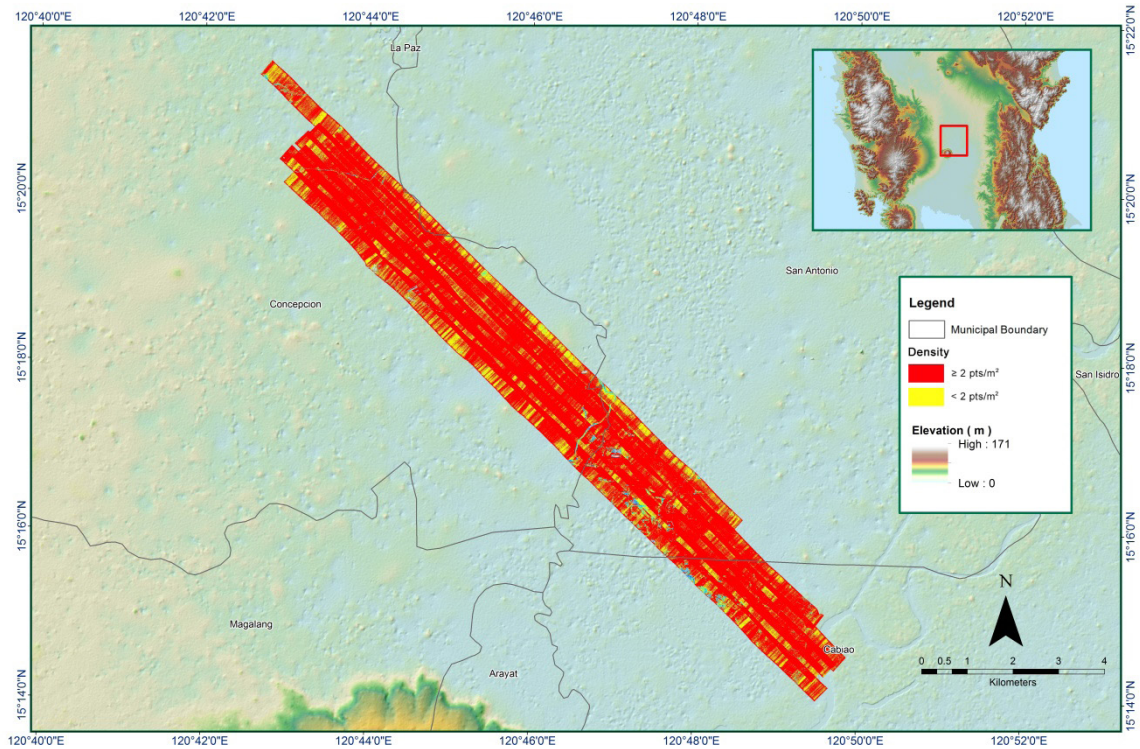 120°40'0"E 120°42'0"E 120°44'0"E 120°46'0"E 120°48'0"E 120°50'0"E 120°52'0"E
15°22'0"N
La Paz
15°20'0"N
15°20'0"N
San Antonio
Concepcion
Legend
Municipal Boundary
Density
≥ 2 pts/m²
< 2 pts/m²
Elevation ( m )
High : 171
Low : 0
15°18'0"N
15°18'0"N
San Isidro
15°16'0"N
15°16'0"N
N
Magalang
Cabiao
Arayat
0 0.5 1 2 3 4
Kilometers
15°14'0"N
15°14'0"N
120°40'0"E 120°42'0"E 120°44'0"E 120°46'0"E 120°48'0"E 120°50'0"E 120°52'0"E